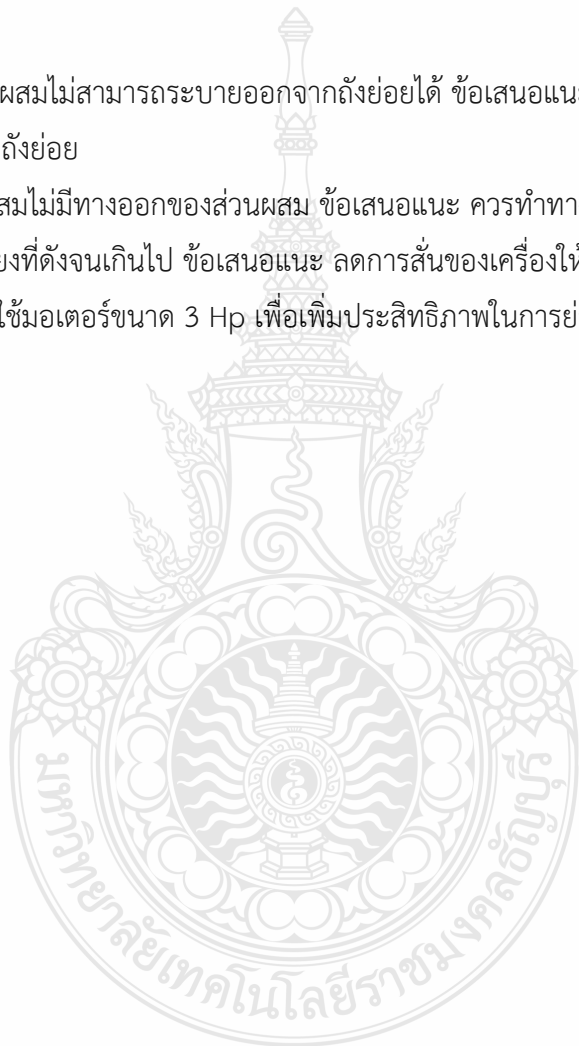 ผสมไม่สามารถระบายออกจากถังย่อยได้ ข้อเสนอแนะ
ถังย่อย
สมไม่มีทางออกของส่วนผสม ข้อเสนอแนะ ควรทำทา
ยงที่ดังจนเกินไป ข้อเสนอแนะ ลดการสั่นของเครื่องให้
ใช้มอเตอร์ขนาด 3 Hp เพื่อเพิ่มประสิทธิภาพในการย่
มหาวิทยาลัยเทคโนโลยีราชมงคลธัญบุรี